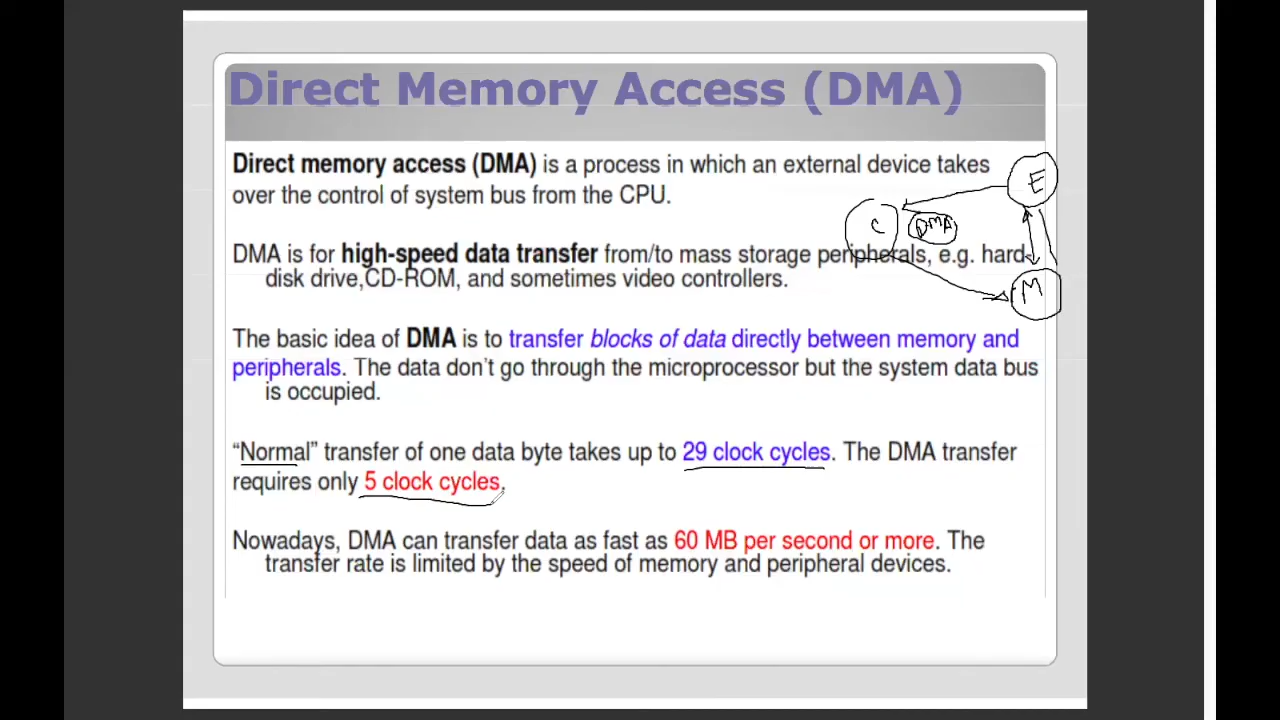 Direct Memory Access (DMA)
Direct memory access (DMA) is a process in which an external device takes
over the control of system bus from the CPU.
E
C
DMA
DMA is for high-speed data transfer from/to mass storage peripherals, e.g. hard
disk drive,CD-ROM, and sometimes video controllers.
M
The basic idea of DMA is to transfer blocks of data directly between memory and
peripherals. The data don't go through the microprocessor but the system data bus
is occupied.
“Normal” transfer of one data byte takes up to 29 clock cycles. The DMA transfer
requires only 5 clock cycles.
Nowadays, DMA can transfer data as fast as 60 MB per second or more. The
transfer rate is limited by the speed of memory and peripheral devices.